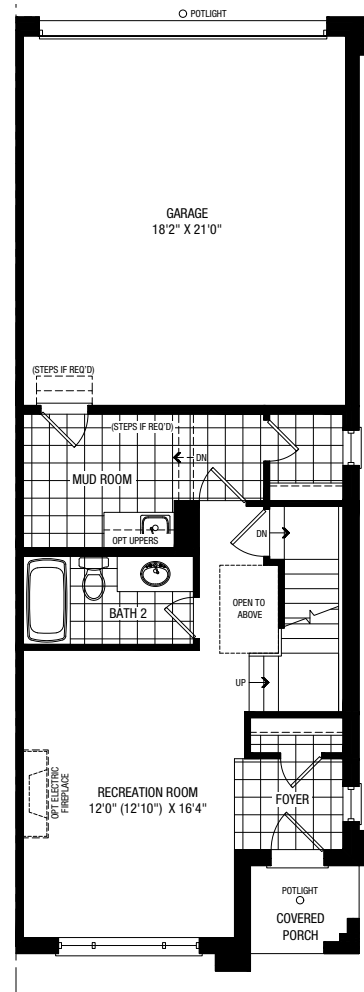 POTLIGHT
GARAGE
18'2" X 21'0"
(STEPS IF REQ'D)
(STEPS IF REQ'D)
DN
MUD ROOM
OPT UPPERS
DN
OPEN TO
ABOVE
BATH 2
UP
OPT ELECTRIC
FIREPLACE
RECREATION ROOM
12'0" (12'10") X 16'4"
FOYER
POTLIGHT
COVERED
PORCH